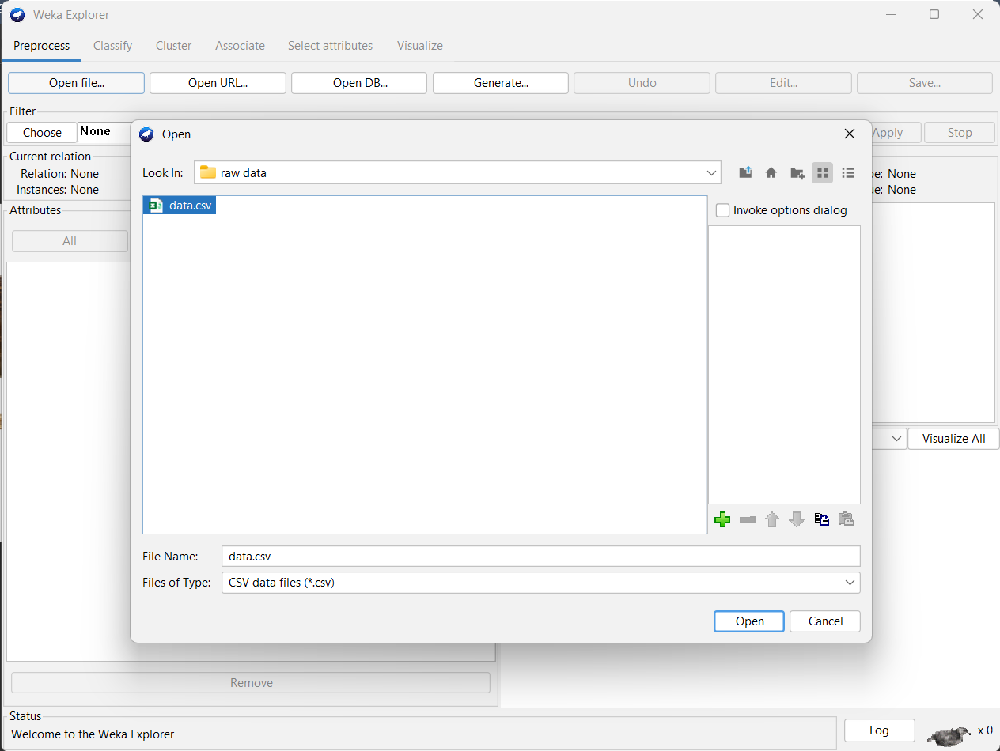 Weka Explorer
Preprocess Classify Cluster Associate Select attributes Visualize
Open file... Open URL... Open DB... Generate... Undo Edit... Save...
Filter
Choose None Apply Stop
Open
Current relation
Relation: None
Instances: None
Look In: raw data
pe: None
ue: None
Attributes
All
data.csv
Invoke options dialog
Visualize All
File Name: data.csv
Files of Type: CSV data files (*.csv)
Open Cancel
Remove
Status
Welcome to the Weka Explorer
Log x 0